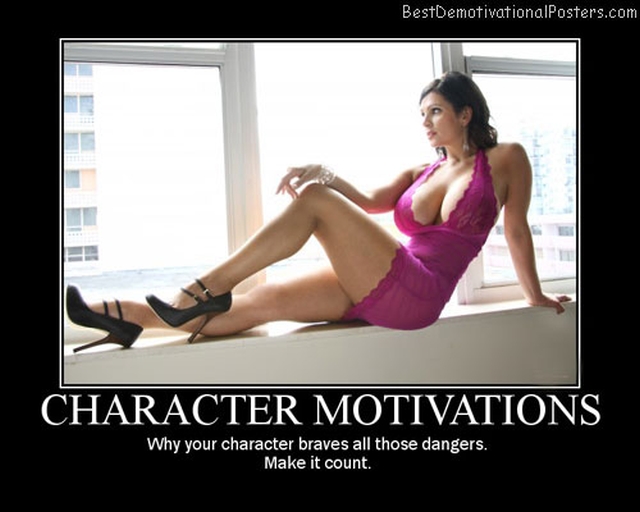 BestDemotivationalPosters.com
CHARACTER MOTIVATIONS
Why your character braves all those dangers.
Make it count.